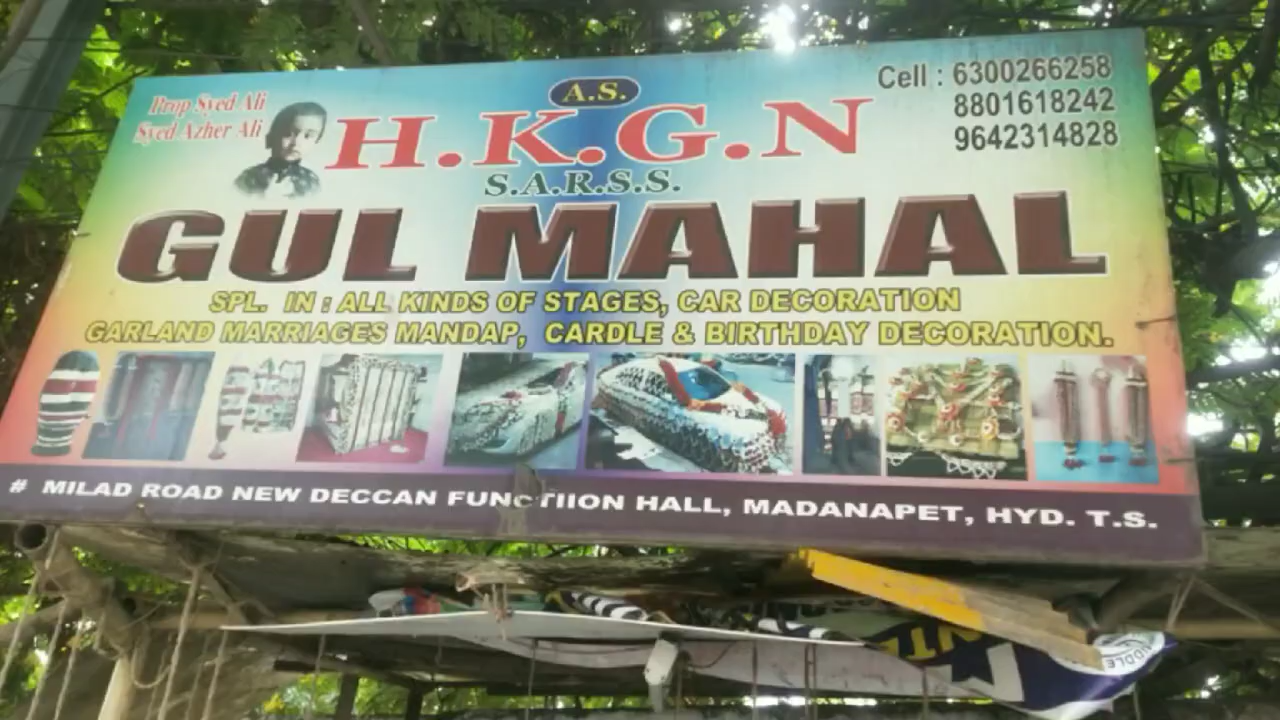 Prop Syed Ali
Syed Azher Ali
A.S.
H.K.G.N
S.A.R.S.S.
Cell : 6300266258
8801618242
9642314828
GUL MAHAL
SPL. IN : ALL KINDS OF STAGES, CAR DECORATION
GARLAND MARRIAGES MANDAP, CARDLE & BIRTHDAY DECORATION.
# MILAD ROAD NEW DECCAN FUNCTIION HALL, MADANAPET, HYD. T.S.